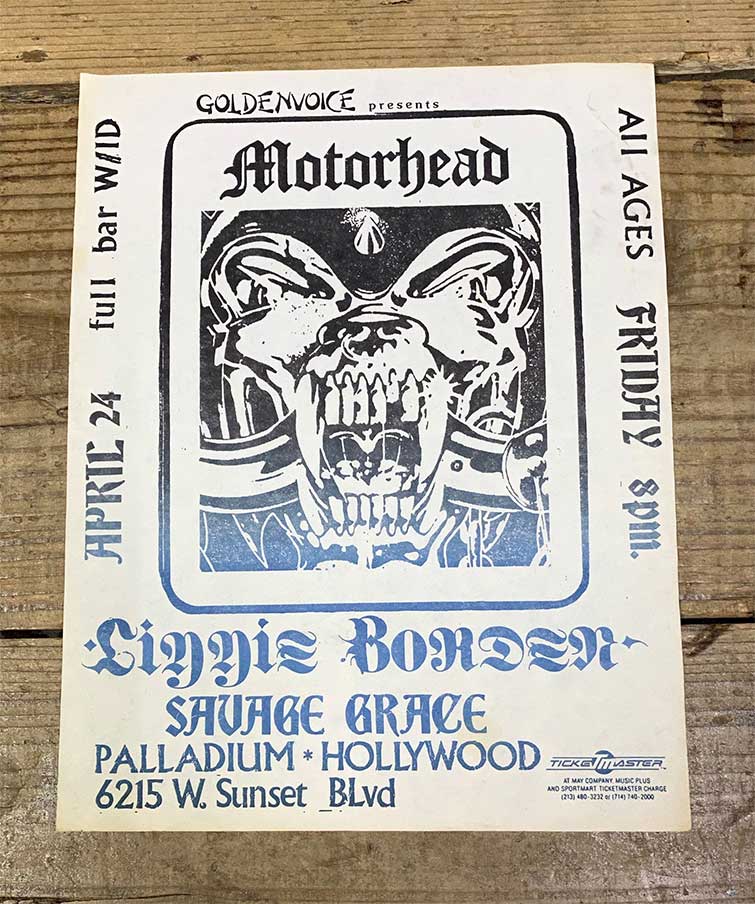 GOLDENVOICE presents
Motorhead
APRIL 24 full bar W/ID
All AGES FRIDAY 8pm.
Lizzie BORDEN
SAVAGE GRACE
PALLADIUM * HOLLYWOOD
6215 W. Sunset BLvd
TICKETMASTER
AT MAY COMPANY, MUSIC PLUS
AND SPORTMART TICKETMASTER CHARGE
(213) 480-3232 or (714) 740-2000